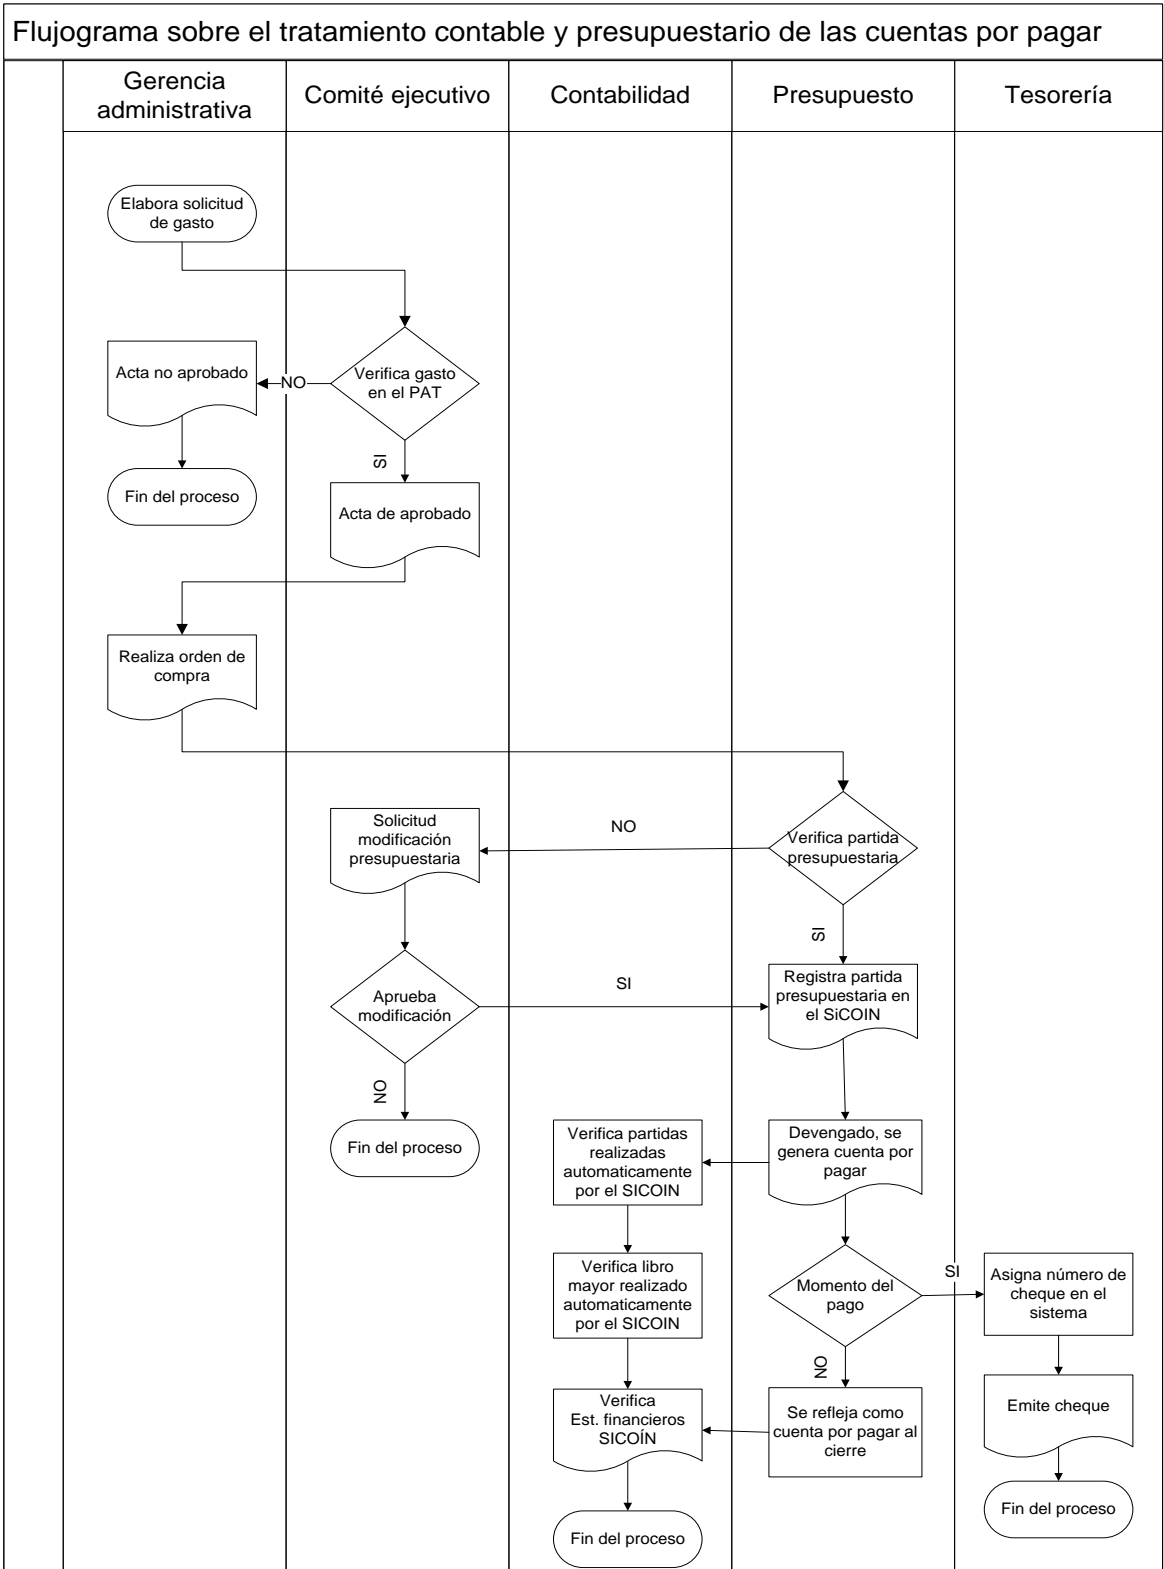 Flujograma sobre el tratamiento contable y presupuestario de las cuentas por pagar
Gerencia
administrativa
Comité ejecutivo
Contabilidad
Presupuesto
Tesorería
Elabora solicitud
de gasto
Verifica gasto
en el PAT
NO
Acta no aprobado
Fin del proceso
SI
Acta de aprobado
Realiza orden de
compra
Verifica partida
presupuestaria
NO
Solicitud
modificación
presupuestaria
SI
Aprueba
modificación
SI
Registra partida
presupuestaria en
el SiCOIN
NO
Fin del proceso
Devengado, se
genera cuenta por
pagar
Verifica partidas
realizadas
automaticamente
por el SICOIN
Verifica libro
mayor realizado
automaticamente
por el SICOIN
Momento del
pago
SI
Asigna número de
cheque en el
sistema
NO
Emite cheque
Verifica
Est. financieros
SICOÍN
Se refleja como
cuenta por pagar al
cierre
Fin del proceso
Fin del proceso